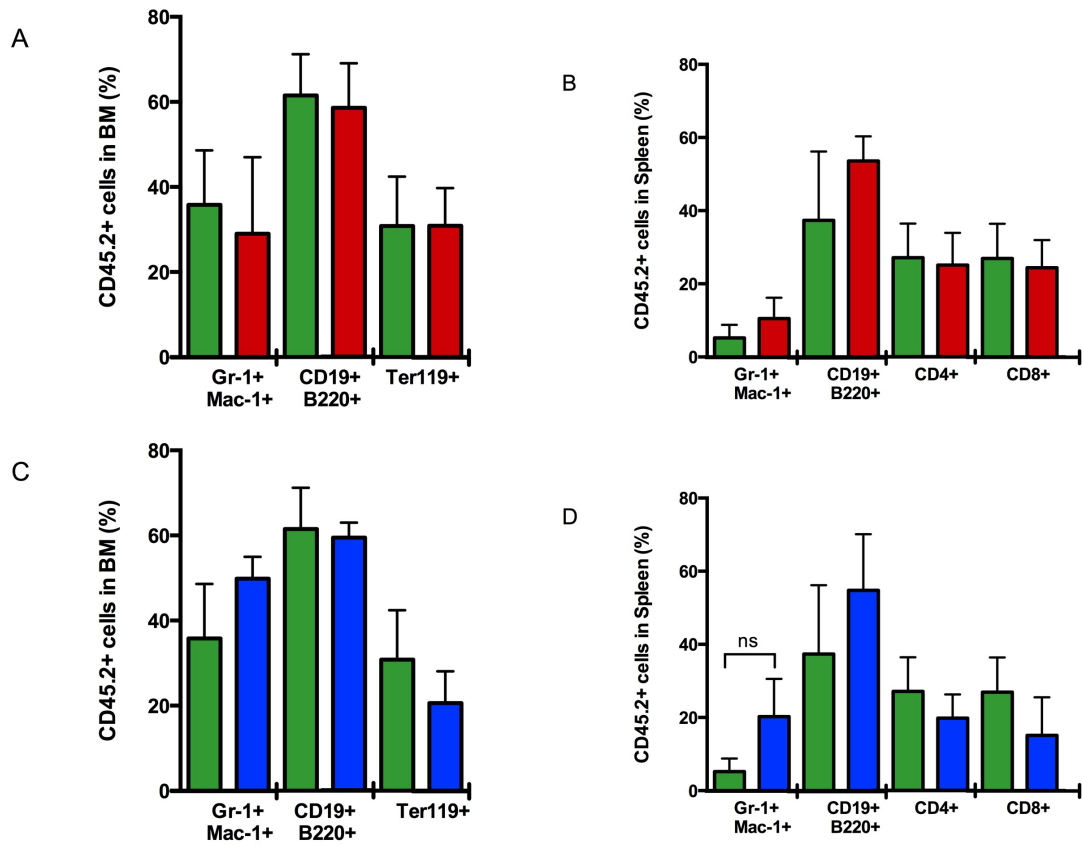 A
CD45.2+ cells in BM (%)
80
60
40
20
0
Gr-1+
Mac-1+
CD19+
B220+
Ter119+
B
CD45.2+ cells in Spleen (%)
80
60
40
20
0
Gr-1+
Mac-1+
CD19+
B220+
CD4+
CD8+
C
CD45.2+ cells in BM (%)
80
60
40
20
0
Gr-1+
Mac-1+
CD19+
B220+
Ter119+
D
CD45.2+ cells in Spleen (%)
80
60
40
20
0
ns
Gr-1+
Mac-1+
CD19+
B220+
CD4+
CD8+